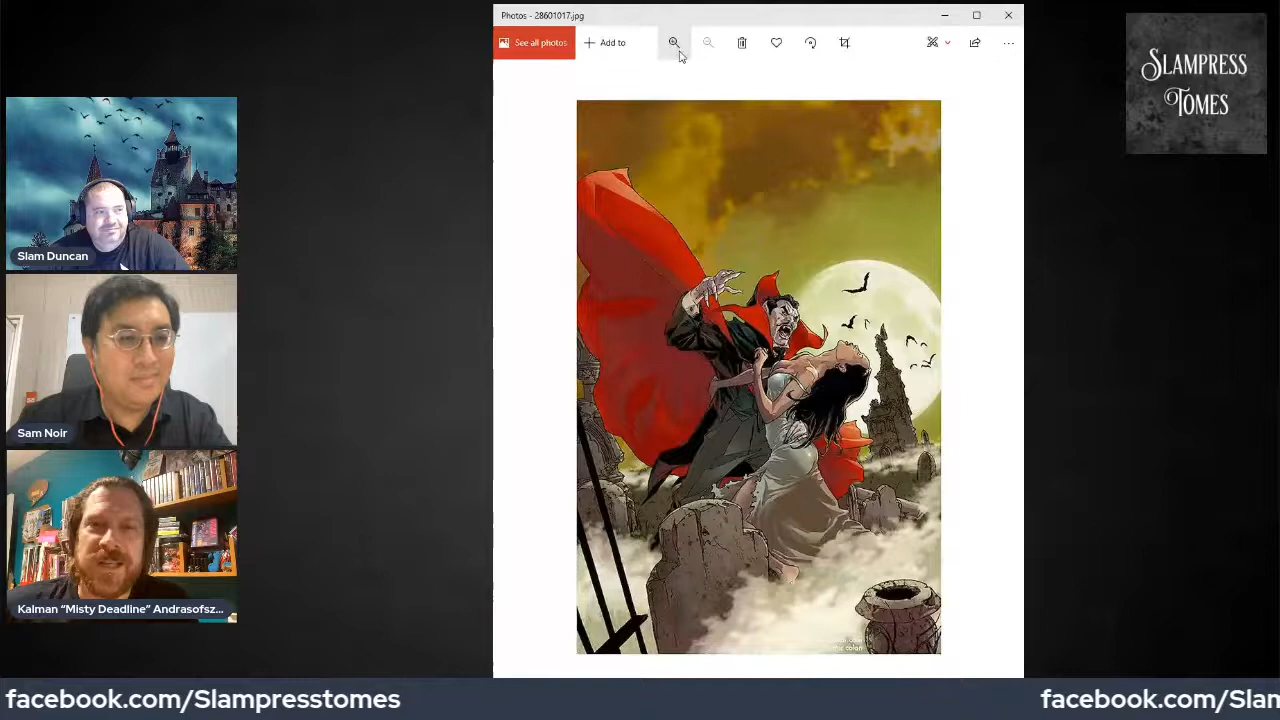 Photos - 28601017.jpg
See all photos
Add to
SLAMPRESS
TOMES
Slam Duncan
Sam Noir
Kalman “Misty Deadline” Andrasofsz...
facebook.com/Slampresstomes
facebook.com/Slan